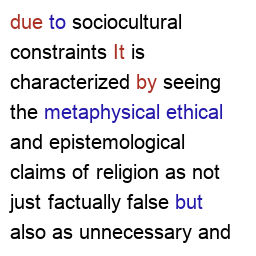 due to sociocultural
constraints It is
characterized by seeing
the metaphysical ethical
and epistemological
claims of religion as not
just factually false but
also as unnecessary and